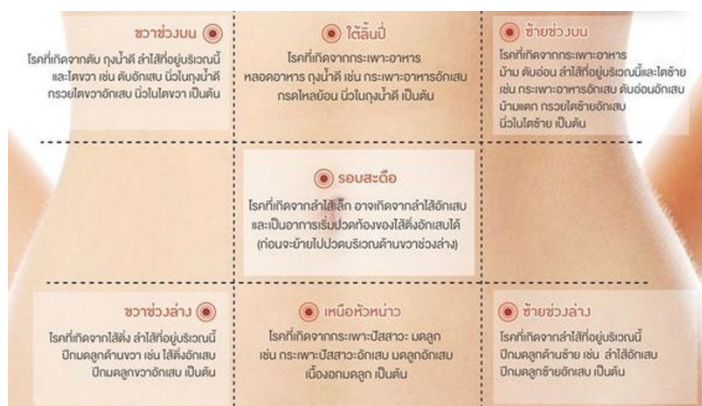 ขวาช่วงบน
โรคที่เกิดจากตับ ถุงน้ำดี ลำไส้ที่อยู่บริเวณนี้
และไตขวา เช่น ตับอักเสบ นิ่วในถุงน้ำดี
กรวยไตขวาอักเสบ นิ่วในไตขวา เป็นต้น
ใต้ลิ้นปี่
โรคที่เกิดจากกระเพาะอาหาร
หลอดอาหาร ถุงน้ำดี เช่น กระเพาะอาหารอักเสบ
กรดไหลย้อน นิ่วในถุงน้ำดี เป็นต้น
ซ้ายช่วงบน
โรคที่เกิดจากกระเพาะอาหาร
ม้าม ตับอ่อน ลำไส้ที่อยู่บริเวณนี้และไตซ้าย
เช่น กระเพาะอาหารอักเสบ ตับอ่อนอักเสบ
ม้ามแตก กรวยไตซ้ายอักเสบ
นิ่วในไตซ้าย เป็นต้น
รอบสะดือ
โรคที่เกิดจากลำไส้เล็ก อาจเกิดจากลำไส้อักเสบ
และเป็นอาการเริ่มปวดท้องของไส้ติ่งอักเสบได้
(ก่อนจะย้ายไปปวดบริเวณด้านขวาช่วงล่าง)
ขวาช่วงล่าง
โรคที่เกิดจากไส้ติ่ง ลำไส้ที่อยู่บริเวณนี้
ปีกมดลูกด้านขวา เช่น ไส้ติ่งอักเสบ
ปีกมดลูกขวาอักเสบ เป็นต้น
เหนือหัวหน่าว
โรคที่เกิดจากกระเพาะปัสสาวะ มดลูก
เช่น กระเพาะปัสสาวะอักเสบ มดลูกอักเสบ
เนื้องอกมดลูก เป็นต้น
ซ้ายช่วงล่าง
โรคที่เกิดจากลำไส้ที่อยู่บริเวณนี้
ปีกมดลูกด้านซ้าย เช่น ลำไส้อักเสบ
ปีกมดลูกซ้ายอักเสบ เป็นต้น